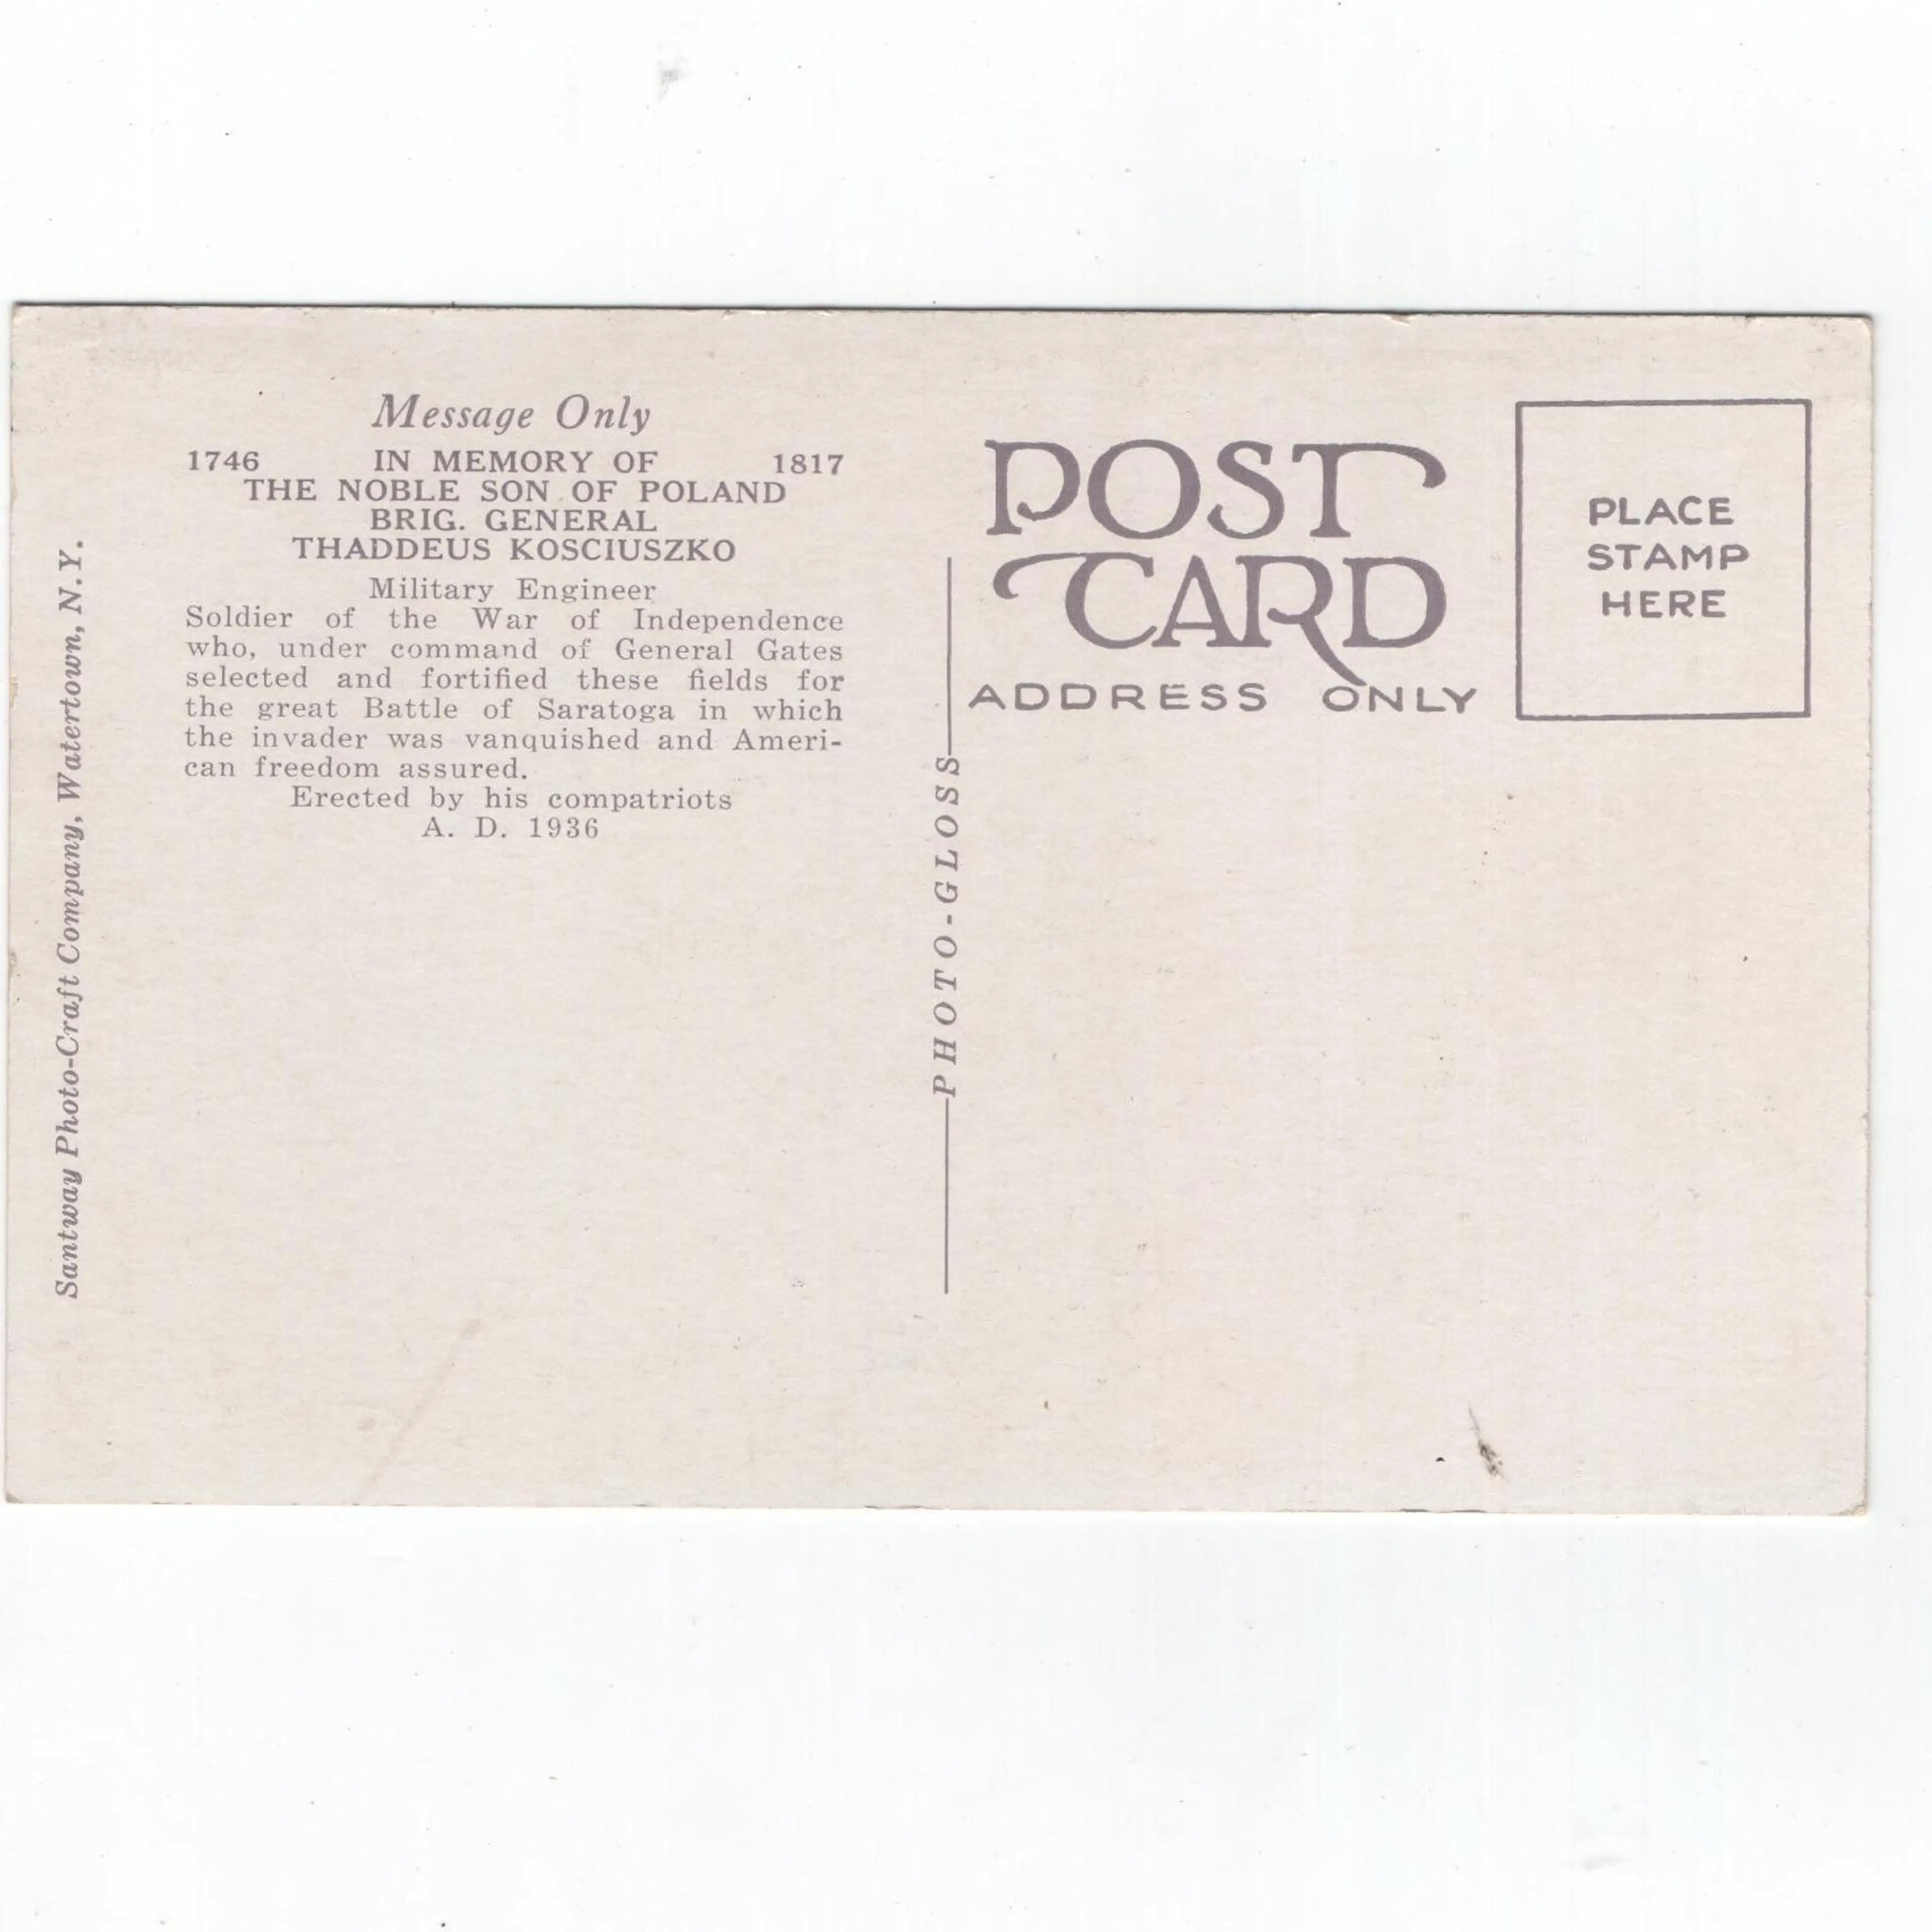 Message Only
1746 IN MEMORY OF 1817
THE NOBLE SON OF POLAND
BRIG. GENERAL
THADDEUS KOSCIUSZKO
Military Engineer
Soldier of the War of Independence
who, under command of General Gates
selected and fortified these fields for
the great Battle of Saratoga in which
the invader was vanquished and Ameri-
can freedom assured.
Erected by his compatriots
A. D. 1936
Santway Photo-Craft Company, Watertown, N.Y.
PHOTO-GLOSS
POST
CARD
ADDRESS ONLY
PLACE
STAMP
HERE